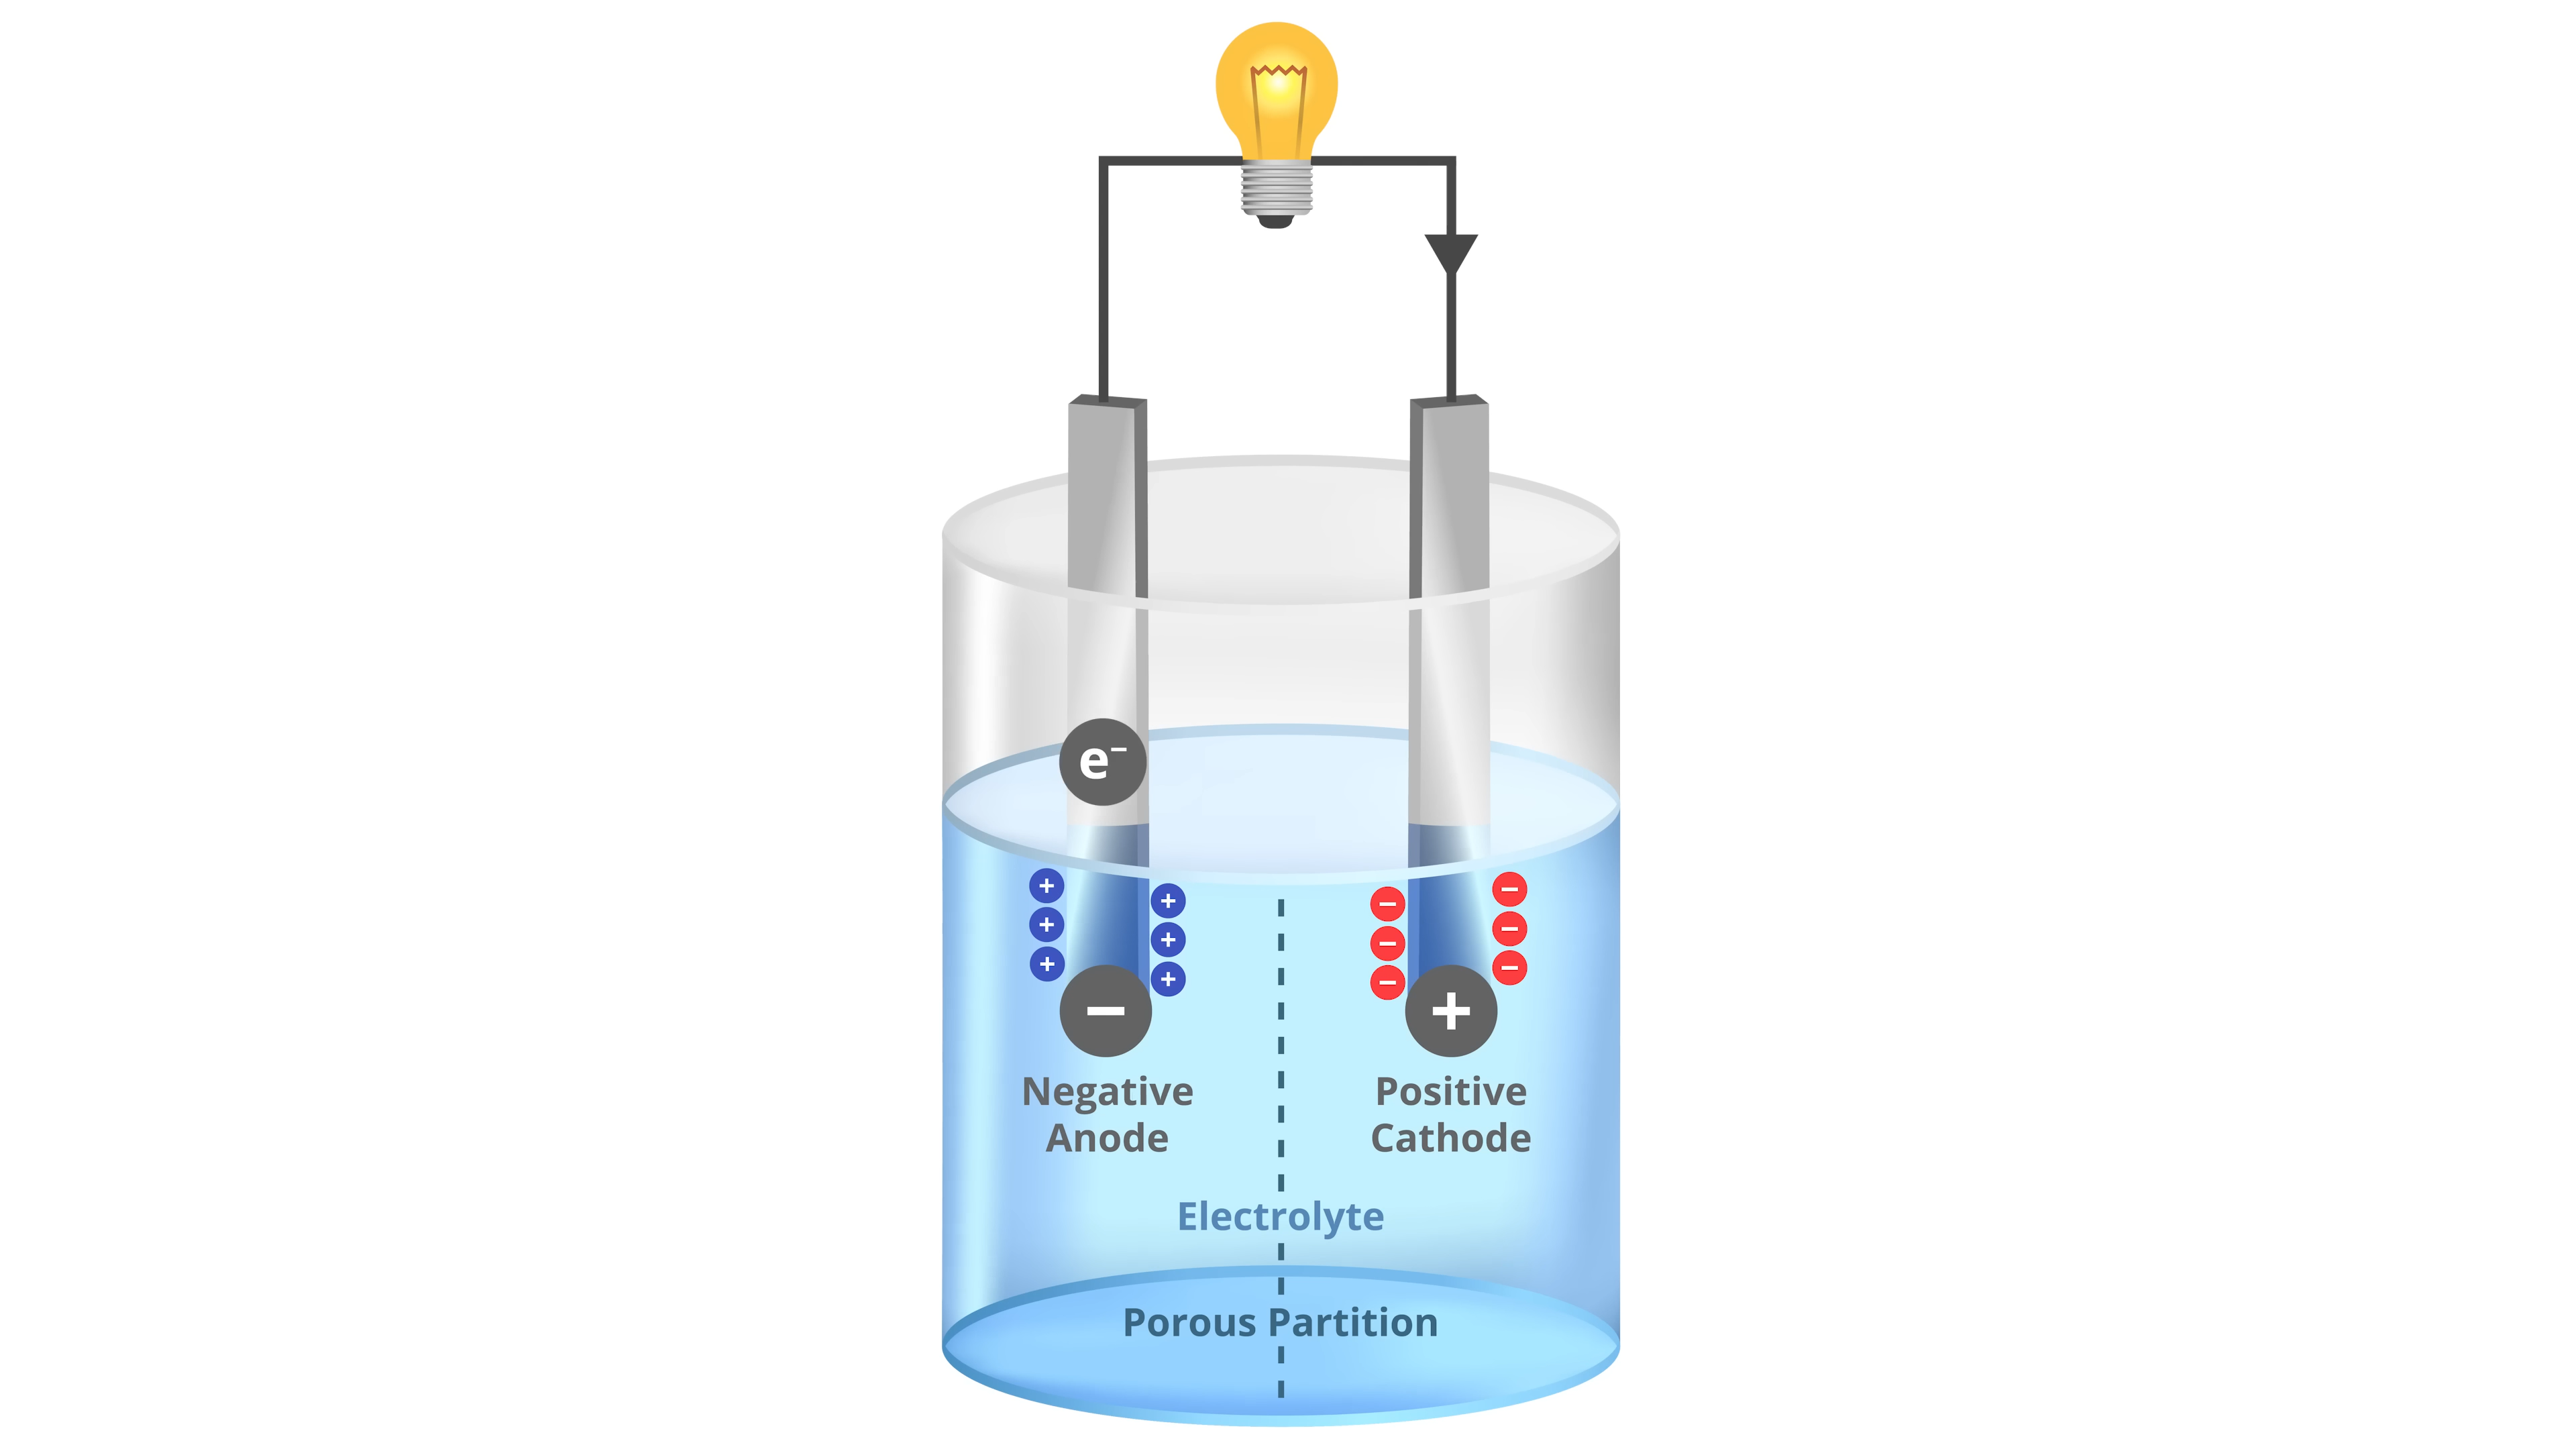 e⁻
+ +
+ +
+ +
− −
− −
− −
− +
Negative
Anode
Positive
Cathode
Electrolyte
Porous Partition